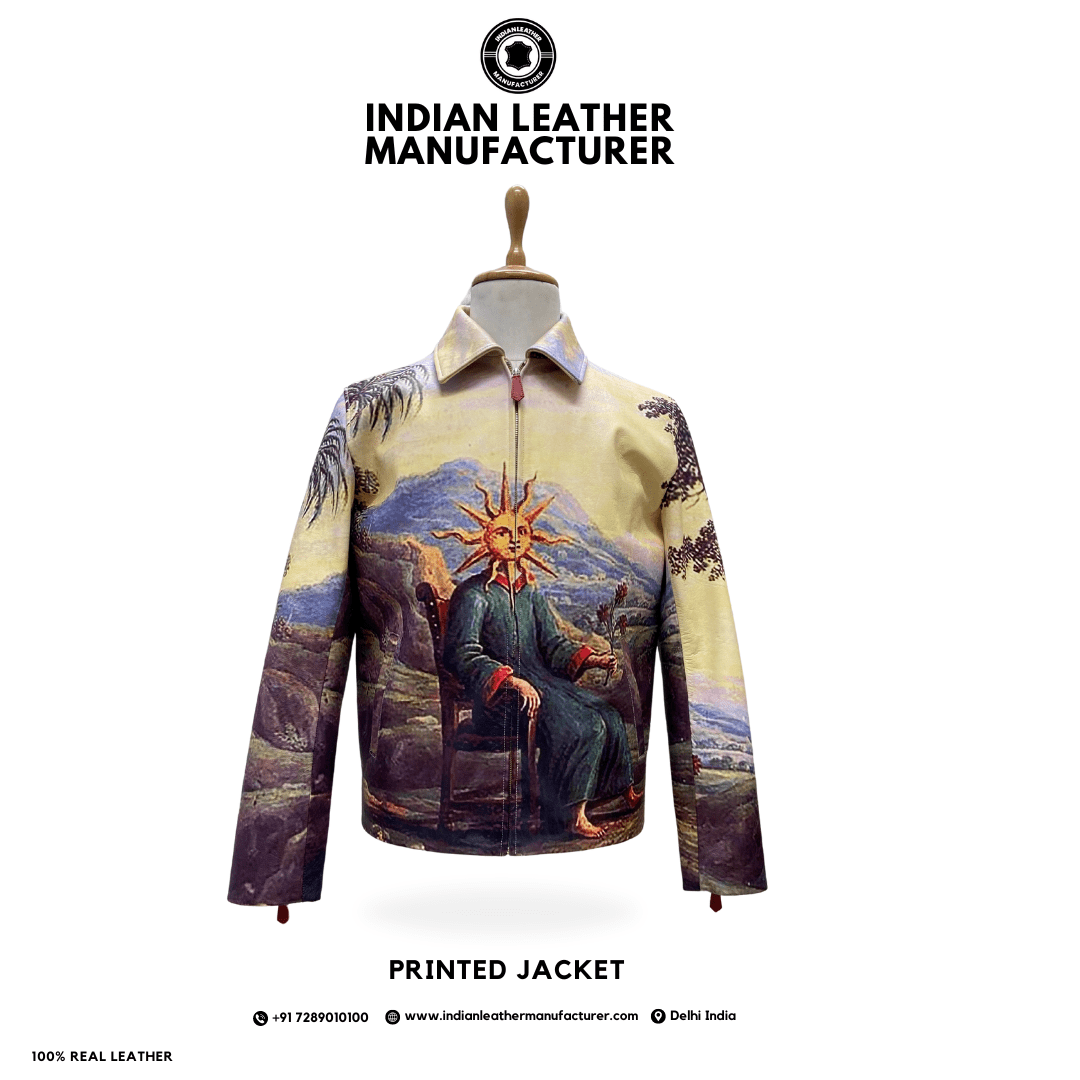 INDIANLEATHER
MANUFACTURER
INDIAN LEATHER
MANUFACTURER
PRINTED JACKET
+91 7289010100 www.indianleathermanufacturer.com Delhi India
100% REAL LEATHER